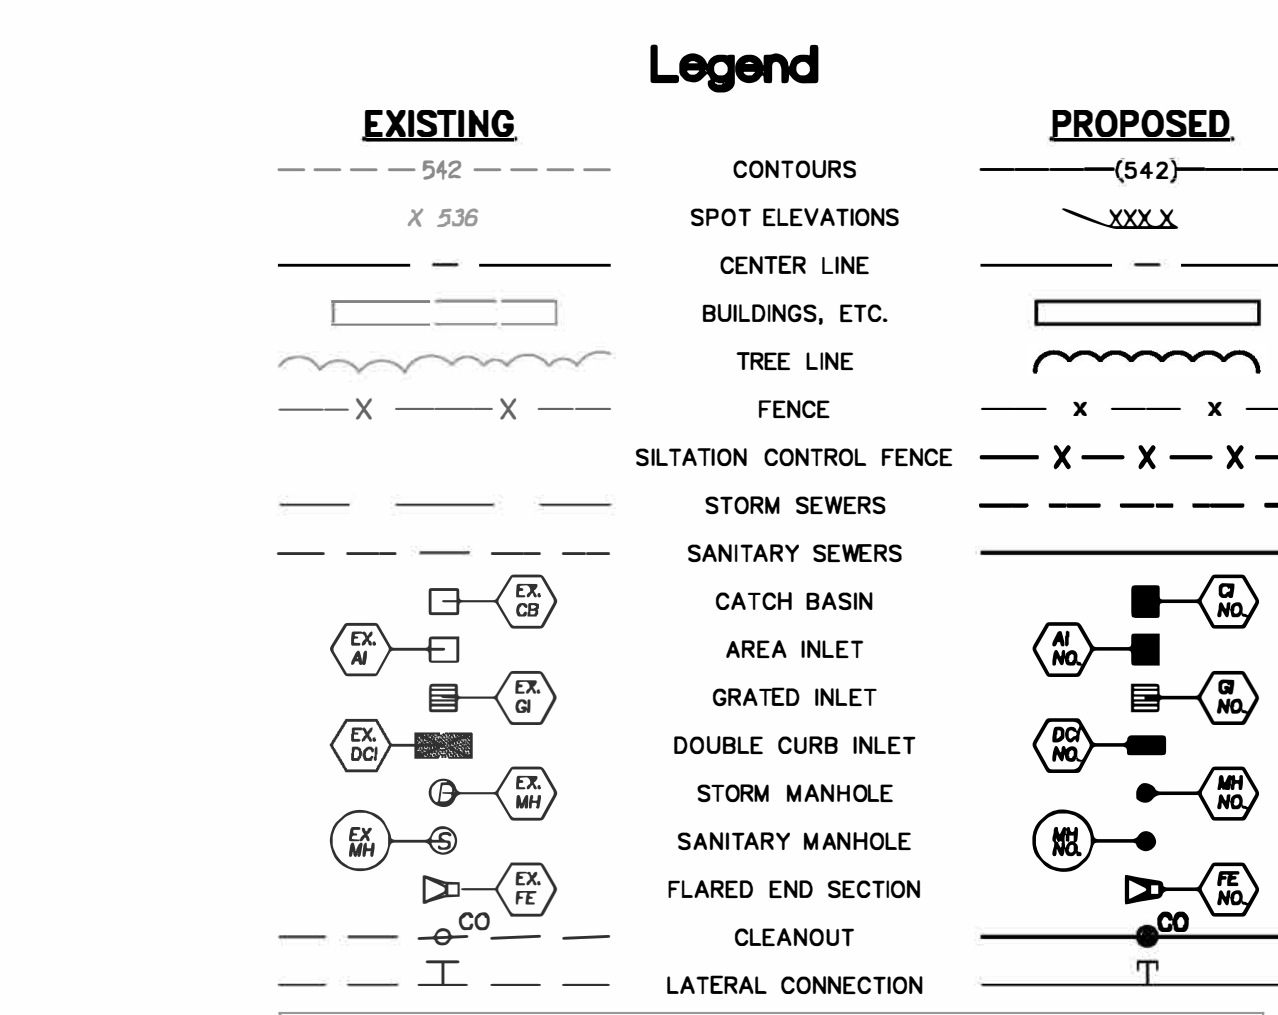 Legend
EXISTING PROPOSED
542 CONTOURS (542)
X 536 SPOT ELEVATIONS XXX X
CENTER LINE
BUILDINGS, ETC.
TREE LINE
X X FENCE x x
SILTATION CONTROL FENCE X X X
STORM SEWERS
SANITARY SEWERS
EX. CB CATCH BASIN CI NO.
EX. AI AREA INLET AI NO.
EX. GI GRATED INLET GI NO.
EX. DCI DOUBLE CURB INLET DCI NO.
EX. MH STORM MANHOLE MH NO.
EX MH S SANITARY MANHOLE MH NO.
EX. FE FLARED END SECTION FE NO.
CO CLEANOUT CO
LATERAL CONNECTION